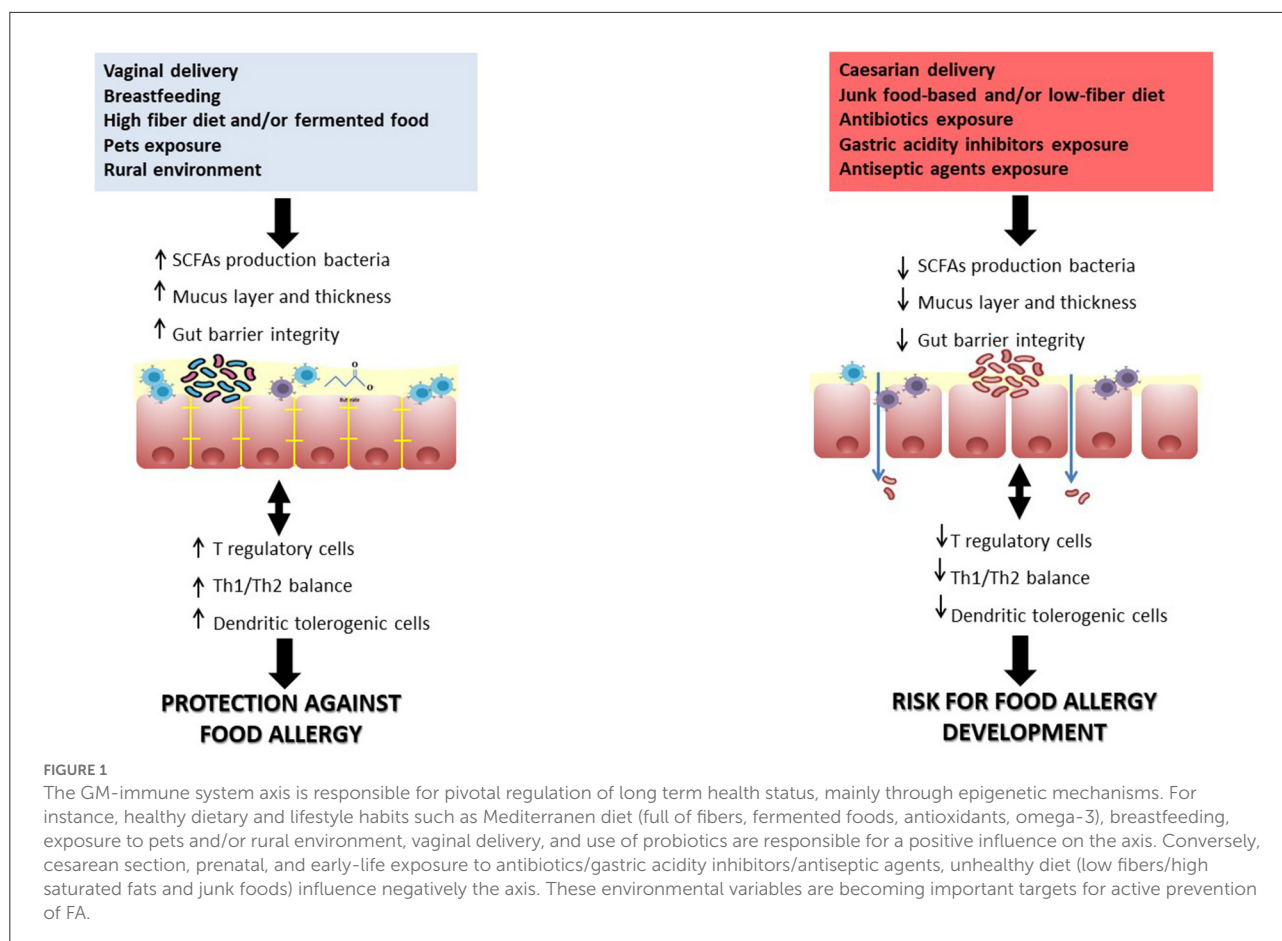 Vaginal delivery
Breastfeeding
High fiber diet and/or fermented food
Pets exposure
Rural environment
↑ SCFAs production bacteria
↑ Mucus layer and thickness
↑ Gut barrier integrity
O
O-
Butyrate
↑ T regulatory cells
↑ Th1/Th2 balance
↑ Dendritic tolerogenic cells
PROTECTION AGAINST
FOOD ALLERGY
Caesarian delivery
Junk food-based and/or low-fiber diet
Antibiotics exposure
Gastric acidity inhibitors exposure
Antiseptic agents exposure
↓ SCFAs production bacteria
↓ Mucus layer and thickness
↓ Gut barrier integrity
↓ T regulatory cells
↓ Th1/Th2 balance
↓ Dendritic tolerogenic cells
RISK FOR FOOD ALLERGY
DEVELOPMENT
FIGURE 1
The GM-immune system axis is responsible for pivotal regulation of long term health status, mainly through epigenetic mechanisms. For
instance, healthy dietary and lifestyle habits such as Mediterranen diet (full of fibers, fermented foods, antioxidants, omega-3), breastfeeding,
exposure to pets and/or rural environment, vaginal delivery, and use of probiotics are responsible for a positive influence on the axis. Conversely,
cesarean section, prenatal, and early-life exposure to antibiotics/gastric acidity inhibitors/antiseptic agents, unhealthy diet (low fibers/high
saturated fats and junk foods) influence negatively the axis. These environmental variables are becoming important targets for active prevention
of FA.